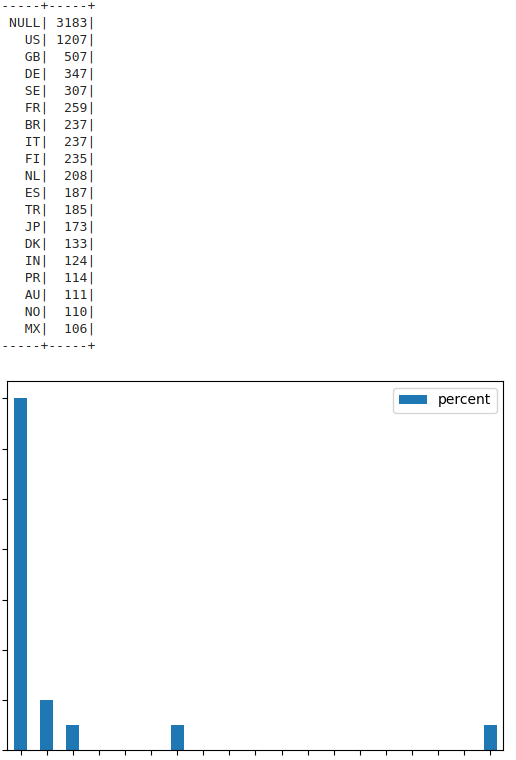 -----+-----+
NULL| 3183|
US| 1207|
GB|  507|
DE|  347|
SE|  307|
FR|  259|
BR|  237|
IT|  237|
FI|  235|
NL|  208|
ES|  187|
TR|  185|
JP|  173|
DK|  133|
IN|  124|
PR|  114|
AU|  111|
NO|  110|
MX|  106|
-----+-----+
percent